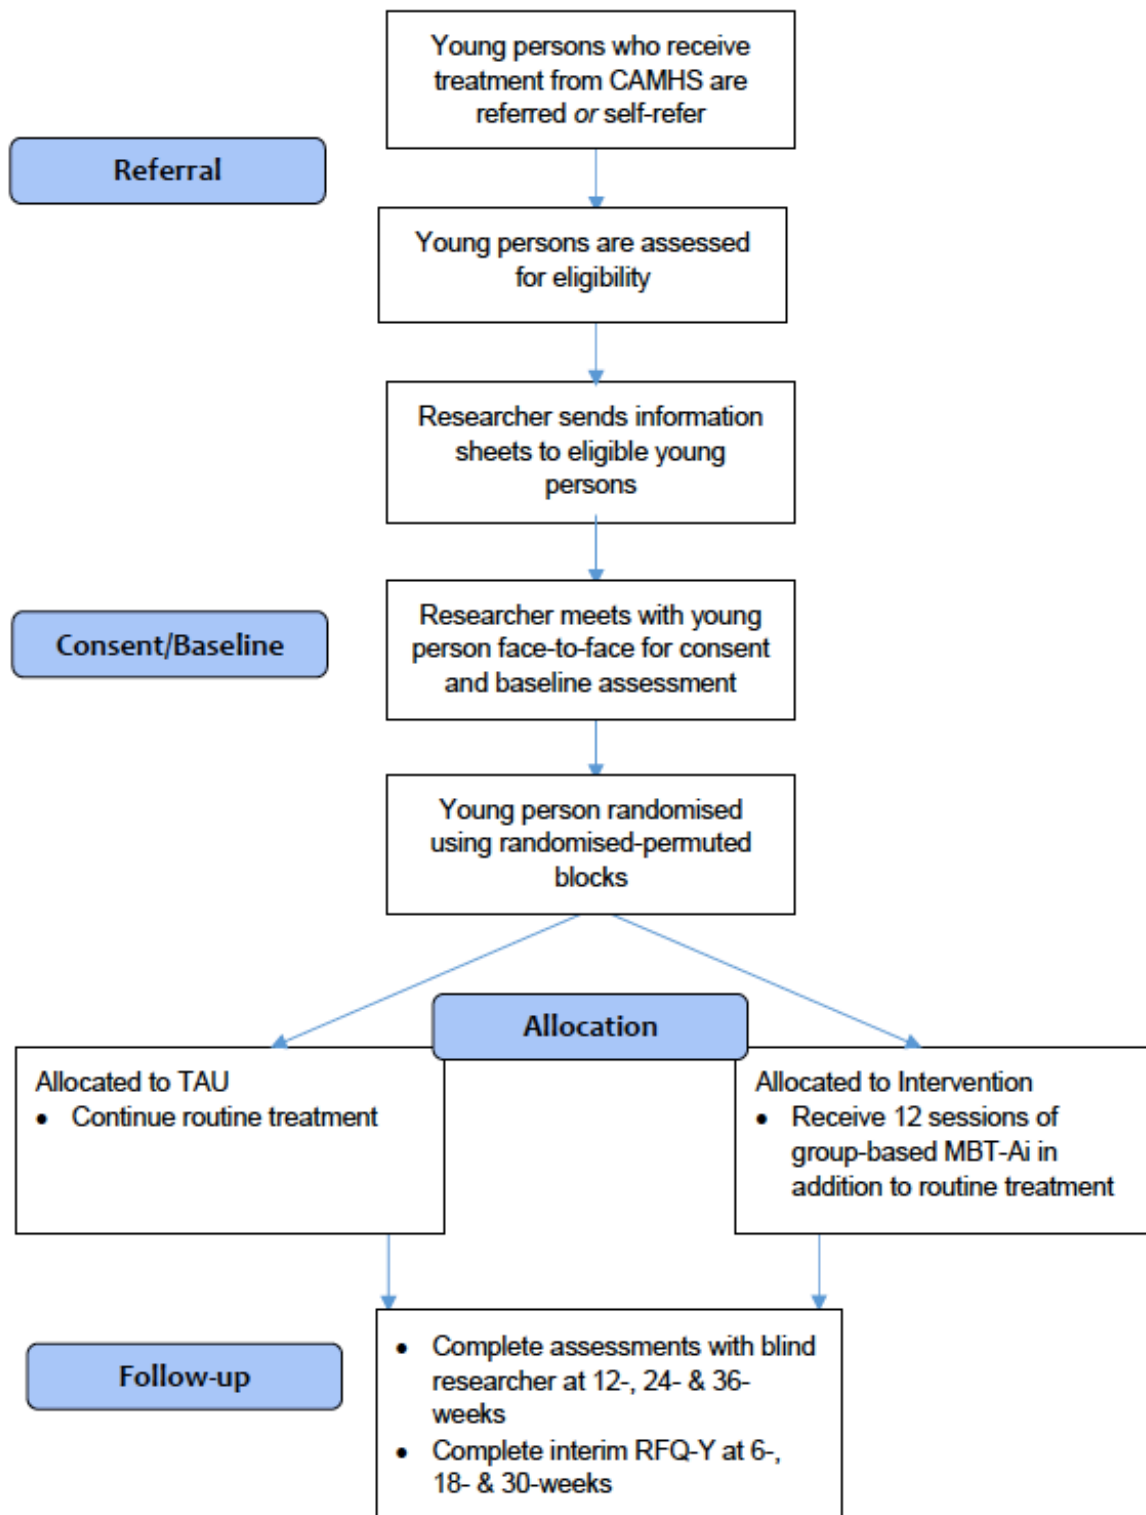 Young persons who receive
treatment from CAMHS are
referred or self-refer
Referral
Young persons are assessed
for eligibility
Researcher sends information
sheets to eligible young
persons
Consent/Baseline
Researcher meets with young
person face-to-face for consent
and baseline assessment
Young person randomised
using randomised-permuted
blocks
Allocation
Allocated to TAU
• Continue routine treatment
Allocated to Intervention
• Receive 12 sessions of
group-based MBT-Ai in
addition to routine treatment
Follow-up
• Complete assessments with blind
researcher at 12-, 24- & 36-
weeks
• Complete interim RFQ-Y at 6-,
18- & 30-weeks